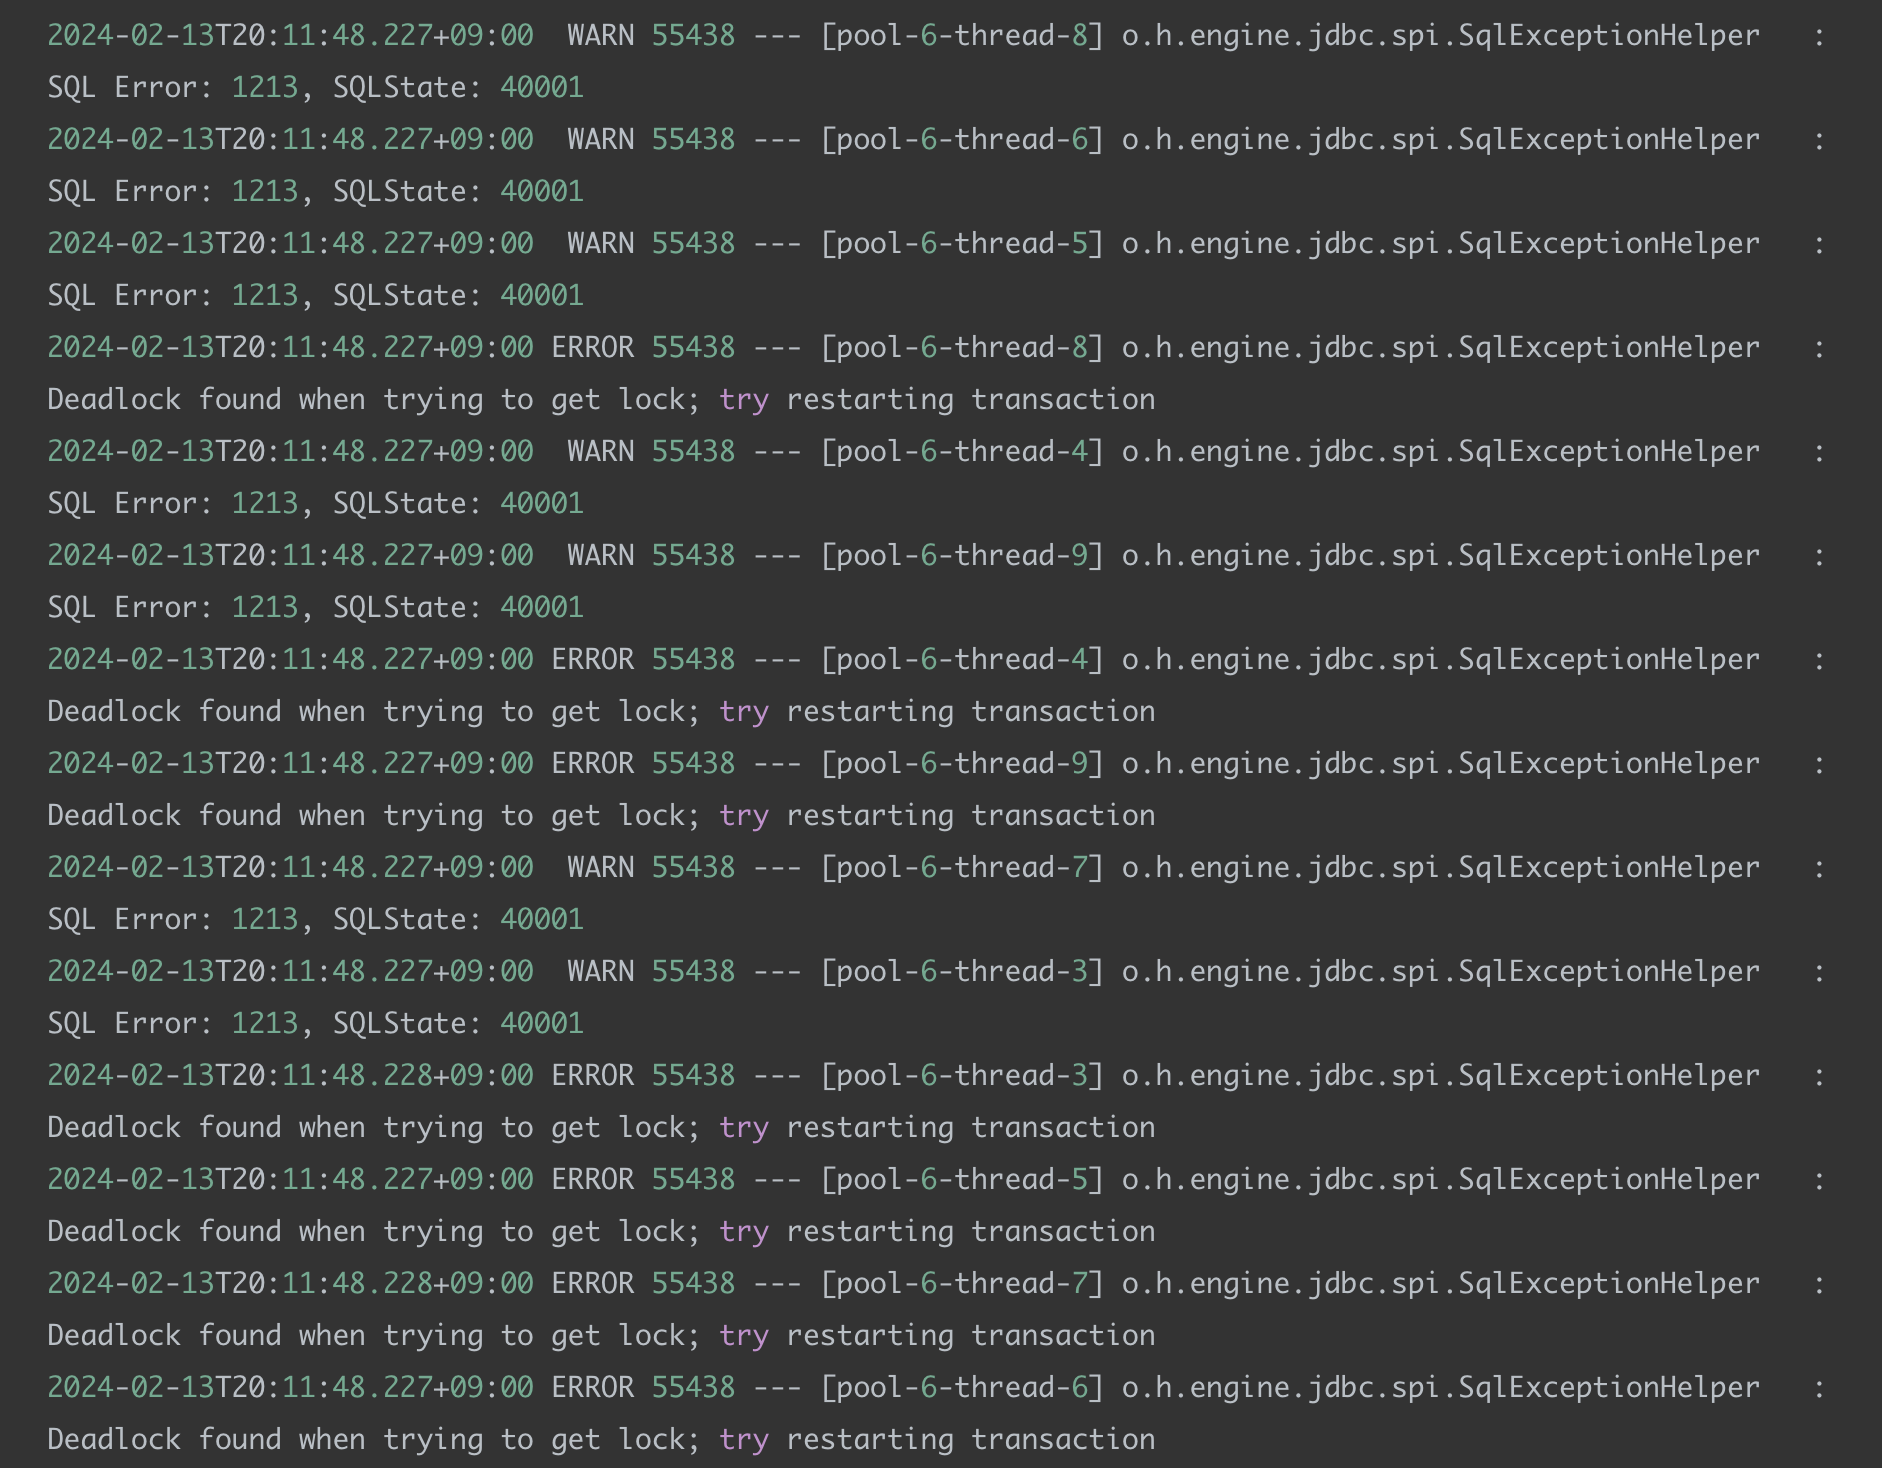 2024-02-13T20:11:48.227+09:00  WARN 55438 --- [pool-6-thread-8] o.h.engine.jdbc.spi.SqlExceptionHelper   :
SQL Error: 1213, SQLState: 40001
2024-02-13T20:11:48.227+09:00  WARN 55438 --- [pool-6-thread-6] o.h.engine.jdbc.spi.SqlExceptionHelper   :
SQL Error: 1213, SQLState: 40001
2024-02-13T20:11:48.227+09:00  WARN 55438 --- [pool-6-thread-5] o.h.engine.jdbc.spi.SqlExceptionHelper   :
SQL Error: 1213, SQLState: 40001
2024-02-13T20:11:48.227+09:00 ERROR 55438 --- [pool-6-thread-8] o.h.engine.jdbc.spi.SqlExceptionHelper   :
Deadlock found when trying to get lock; try restarting transaction
2024-02-13T20:11:48.227+09:00  WARN 55438 --- [pool-6-thread-4] o.h.engine.jdbc.spi.SqlExceptionHelper   :
SQL Error: 1213, SQLState: 40001
2024-02-13T20:11:48.227+09:00  WARN 55438 --- [pool-6-thread-9] o.h.engine.jdbc.spi.SqlExceptionHelper   :
SQL Error: 1213, SQLState: 40001
2024-02-13T20:11:48.227+09:00 ERROR 55438 --- [pool-6-thread-4] o.h.engine.jdbc.spi.SqlExceptionHelper   :
Deadlock found when trying to get lock; try restarting transaction
2024-02-13T20:11:48.227+09:00 ERROR 55438 --- [pool-6-thread-9] o.h.engine.jdbc.spi.SqlExceptionHelper   :
Deadlock found when trying to get lock; try restarting transaction
2024-02-13T20:11:48.227+09:00  WARN 55438 --- [pool-6-thread-7] o.h.engine.jdbc.spi.SqlExceptionHelper   :
SQL Error: 1213, SQLState: 40001
2024-02-13T20:11:48.227+09:00  WARN 55438 --- [pool-6-thread-3] o.h.engine.jdbc.spi.SqlExceptionHelper   :
SQL Error: 1213, SQLState: 40001
2024-02-13T20:11:48.228+09:00 ERROR 55438 --- [pool-6-thread-3] o.h.engine.jdbc.spi.SqlExceptionHelper   :
Deadlock found when trying to get lock; try restarting transaction
2024-02-13T20:11:48.227+09:00 ERROR 55438 --- [pool-6-thread-5] o.h.engine.jdbc.spi.SqlExceptionHelper   :
Deadlock found when trying to get lock; try restarting transaction
2024-02-13T20:11:48.228+09:00 ERROR 55438 --- [pool-6-thread-7] o.h.engine.jdbc.spi.SqlExceptionHelper   :
Deadlock found when trying to get lock; try restarting transaction
2024-02-13T20:11:48.227+09:00 ERROR 55438 --- [pool-6-thread-6] o.h.engine.jdbc.spi.SqlExceptionHelper   :
Deadlock found when trying to get lock; try restarting transaction